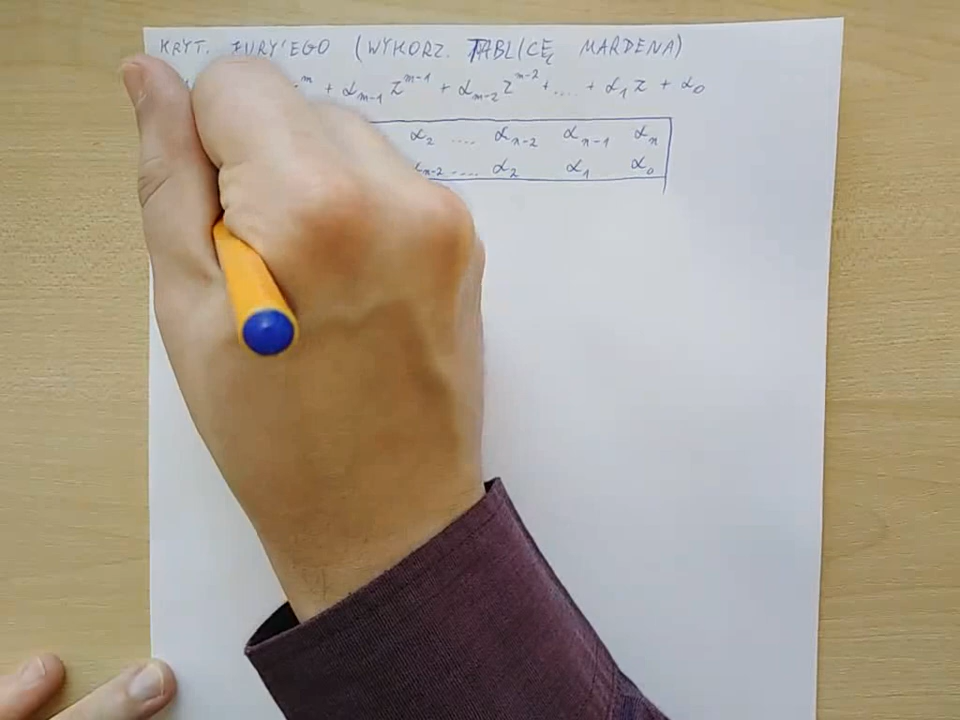 KRYT. JURY'EGO (WYKORZ. TABLICĘ MARDENA)
m + α_{m-1} z^{m-1} + α_{m-2} z^{m-2} + .... + α_1 z + α_0
α_2 .... α_{n-2} α_{n-1} α_n
α_{n-2} .... α_2 α_1 α_0